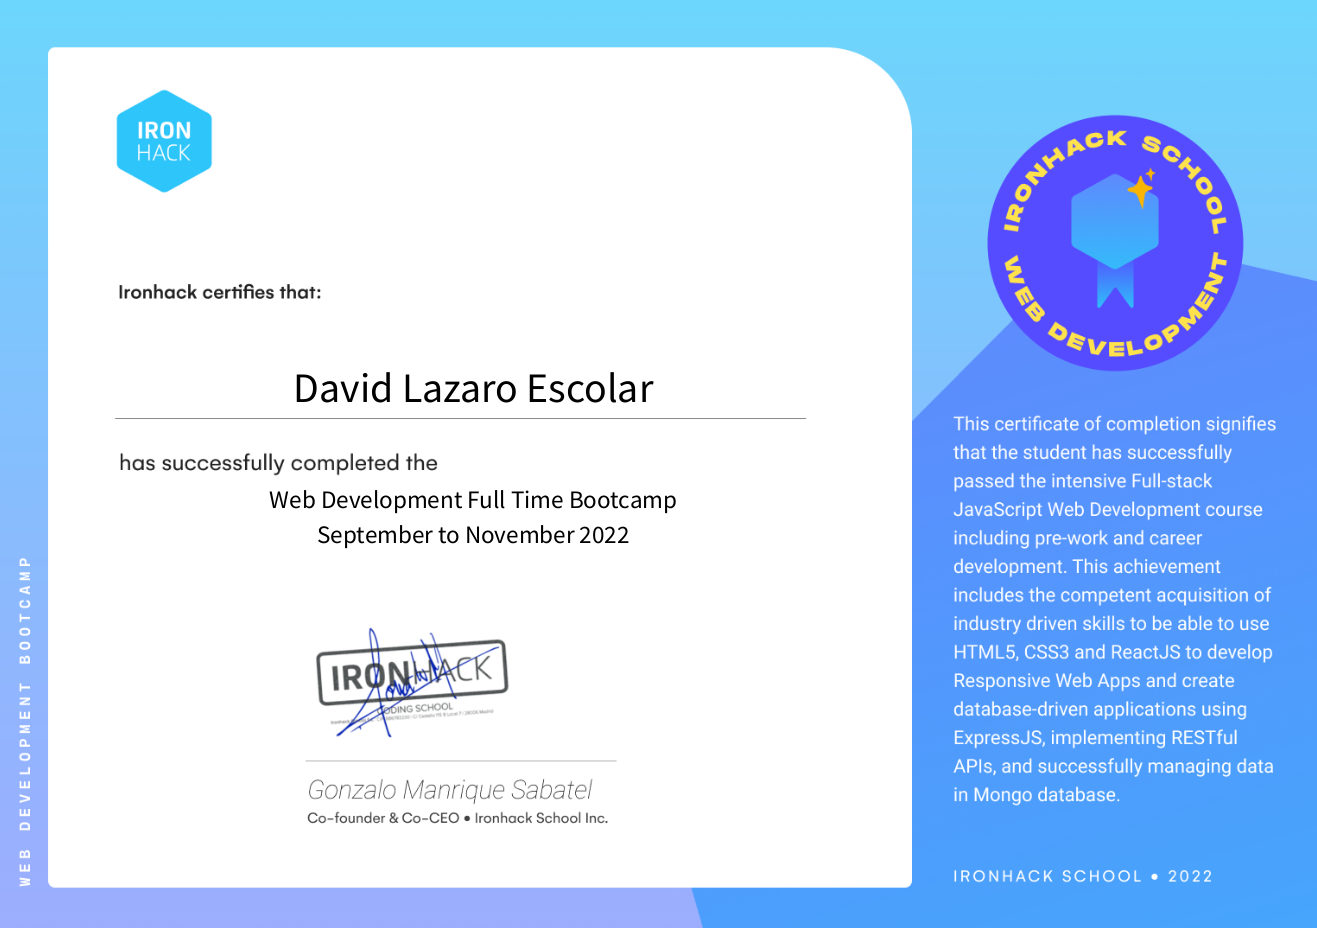 IRON
HACK
Ironhack certifies that:
David Lazaro Escolar
has successfully completed the
Web Development Full Time Bootcamp
September to November 2022
IRONHACK
CODING SCHOOL
Gonzalo Manrique Sabatel
Co-founder & Co-CEO • Ironhack School Inc.
WEB DEVELOPMENT BOOTCAMP
IRONHACK SCHOOL
WEB DEVELOPMENT
This certificate of completion signifies
that the student has successfully
passed the intensive Full-stack
JavaScript Web Development course
including pre-work and career
development. This achievement
includes the competent acquisition of
industry driven skills to be able to use
HTML5, CSS3 and ReactJS to develop
Responsive Web Apps and create
database-driven applications using
ExpressJS, implementing RESTful
APIs, and successfully managing data
in Mongo database.
IRONHACK SCHOOL • 2022